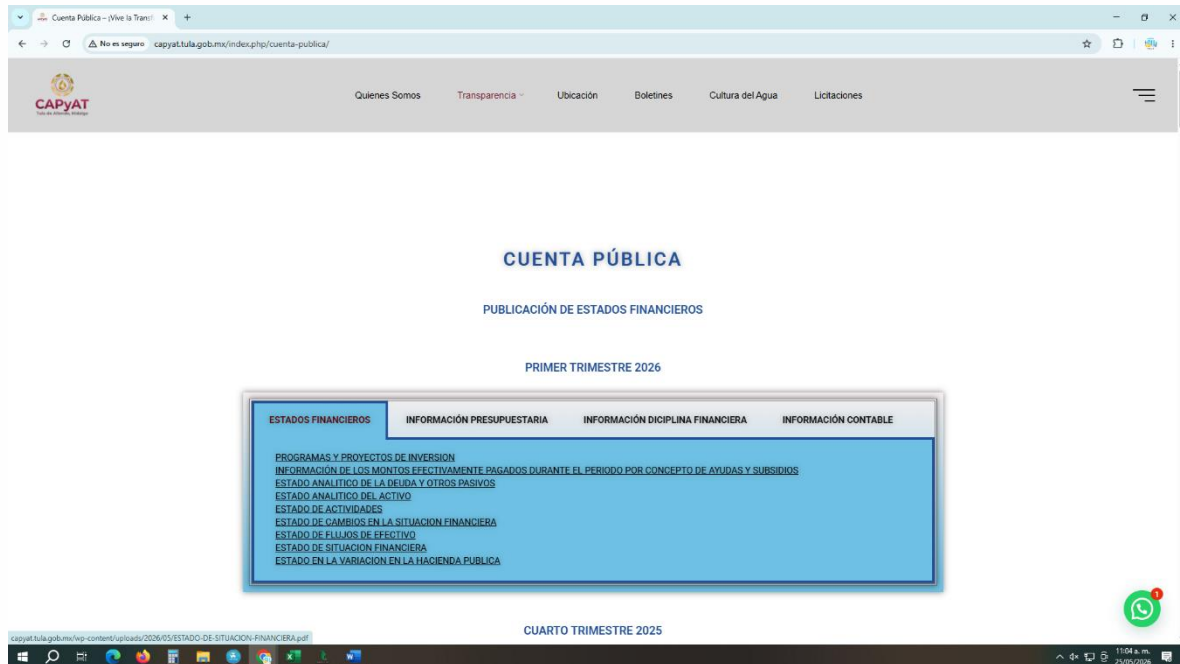 Cuenta Pública – ¡Vive la Transf
No es seguro capyat.tula.gob.mx/index.php/cuenta-publica/
CAPyAT
Tula de Allende, Hidalgo
Quienes Somos Transparencia Ubicación Boletines Cultura del Agua Licitaciones
CUENTA PÚBLICA
PUBLICACIÓN DE ESTADOS FINANCIEROS
PRIMER TRIMESTRE 2026
ESTADOS FINANCIEROS INFORMACIÓN PRESUPUESTARIA INFORMACIÓN DICIPLINA FINANCIERA INFORMACIÓN CONTABLE
PROGRAMAS Y PROYECTOS DE INVERSION
INFORMACIÓN DE LOS MONTOS EFECTIVAMENTE PAGADOS DURANTE EL PERIODO POR CONCEPTO DE AYUDAS Y SUBSIDIOS
ESTADO ANALITICO DE LA DEUDA Y OTROS PASIVOS
ESTADO ANALITICO DEL ACTIVO
ESTADO DE ACTIVIDADES
ESTADO DE CAMBIOS EN LA SITUACION FINANCIERA
ESTADO DE FLUJOS DE EFECTIVO
ESTADO DE SITUACION FINANCIERA
ESTADO EN LA VARIACION EN LA HACIENDA PUBLICA
1
CUARTO TRIMESTRE 2025
capyat.tula.gob.mx/wp-content/uploads/2026/05/ESTADO-DE-SITUACION-FINANCIERA.pdf
11:04 a. m.
25/05/2026